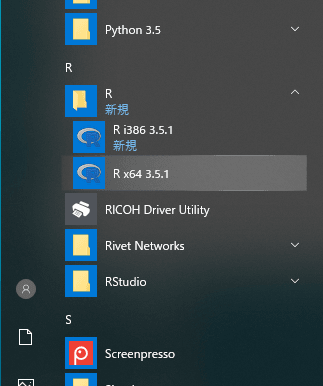 Python 3.5
R
R
新規
R i386 3.5.1
新規
R x64 3.5.1
RICOH Driver Utility
Rivet Networks
RStudio
S
Screenpresso